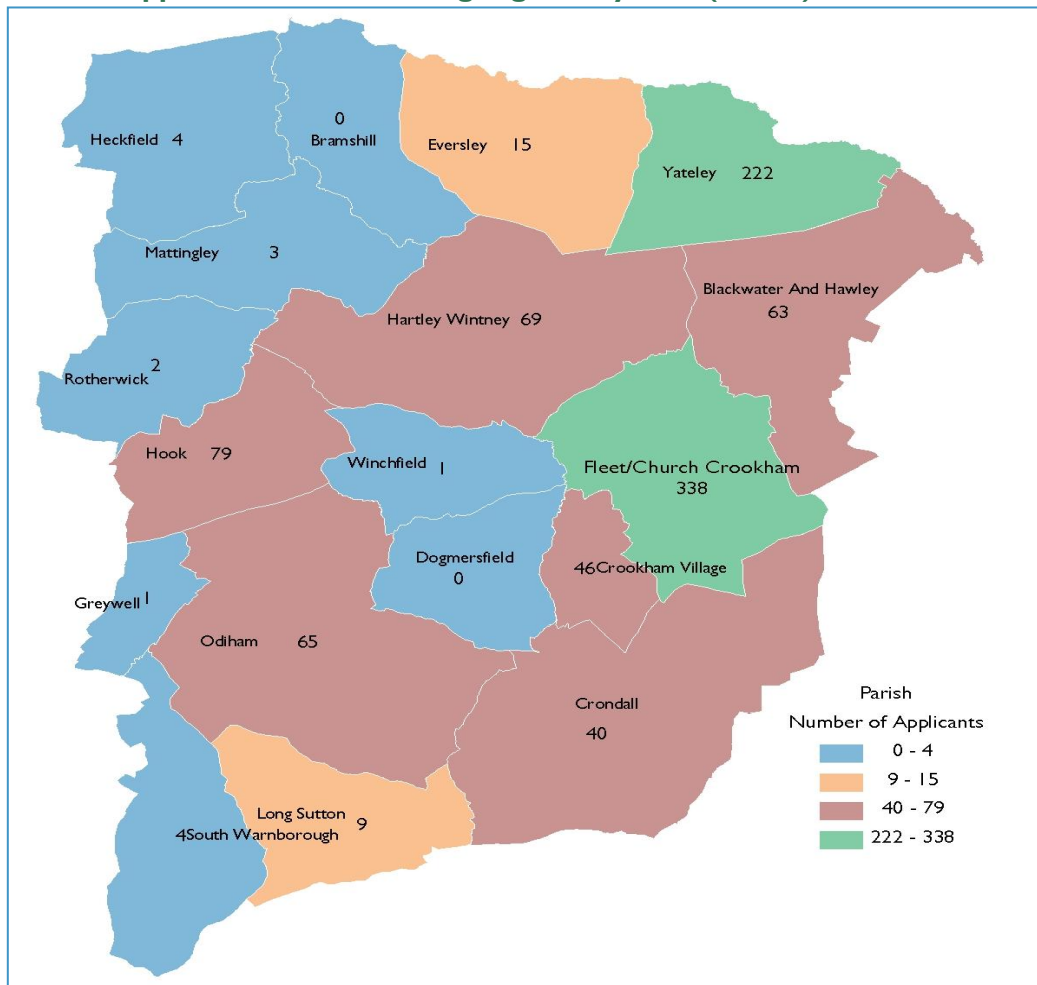 Heckfield 4
0
Bramshill
Eversley 15
Yateley 222
Mattingley 3
Blackwater And Hawley
63
Hartley Wintney 69
Rotherwick 2
Hook 79
Winchfield 1
Fleet/Church Crookham
338
Dogmersfield
0
46 Crookham Village
Greywell 1
Odiham 65
Crondall
40
Long Sutton 9
4 South Warnborough
Parish
Number of Applicants
0 - 4
9 - 15
40 - 79
222 - 338